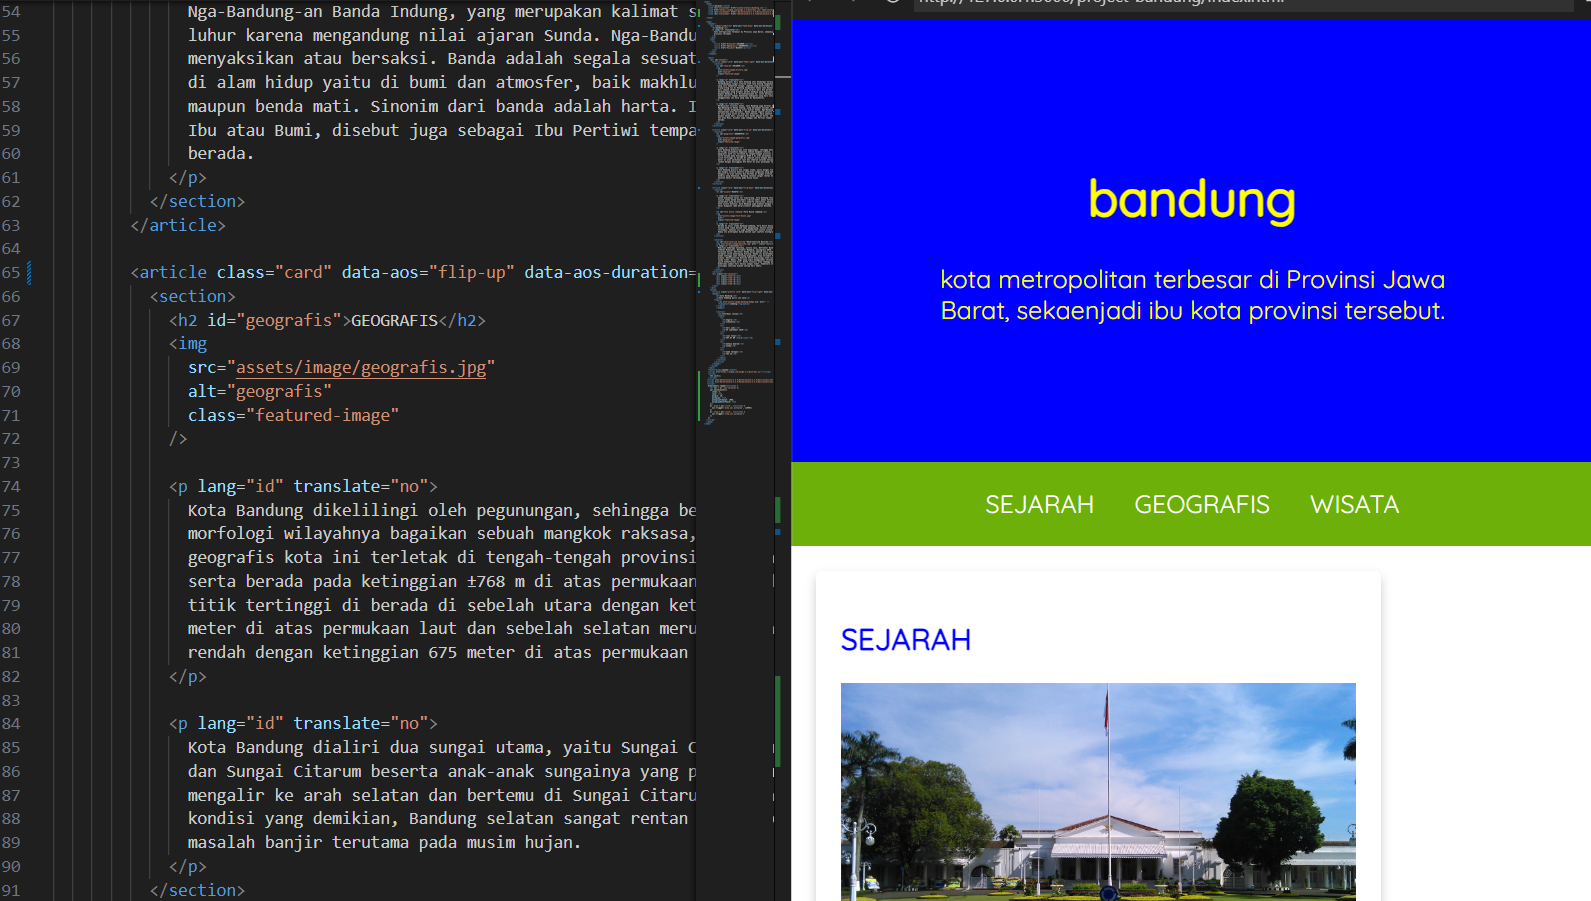 54 Nga-Bandung-an Banda Indung, yang merupakan kalimat s
55 luhur karena mengandung nilai ajaran Sunda. Nga-Bandu
56 menyaksikan atau bersaksi. Banda adalah segala sesuat
57 di alam hidup yaitu di bumi dan atmosfer, baik makhlu
58 maupun benda mati. Sinonim dari banda adalah harta. I
59 Ibu atau Bumi, disebut juga sebagai Ibu Pertiwi tempa
60 berada.
61 </p>
62 </section>
63 </article>
64
65 <article class="card" data-aos="flip-up" data-aos-duration=
66 <section>
67 <h2 id="geografis">GEOGRAFIS</h2>
68 <img
69 src="assets/image/geografis.jpg"
70 alt="geografis"
71 class="featured-image"
72 />
73
74 <p lang="id" translate="no">
75 Kota Bandung dikelilingi oleh pegunungan, sehingga be
76 morfologi wilayahnya bagaikan sebuah mangkok raksasa,
77 geografis kota ini terletak di tengah-tengah provinsi
78 serta berada pada ketinggian ±768 m di atas permukaan
79 titik tertinggi di berada di sebelah utara dengan ket
80 meter di atas permukaan laut dan sebelah selatan meru
81 rendah dengan ketinggian 675 meter di atas permukaan
82 </p>
83
84 <p lang="id" translate="no">
85 Kota Bandung dialiri dua sungai utama, yaitu Sungai C
86 dan Sungai Citarum beserta anak-anak sungainya yang p
87 mengalir ke arah selatan dan bertemu di Sungai Citaru
88 kondisi yang demikian, Bandung selatan sangat rentan
89 masalah banjir terutama pada musim hujan.
90 </p>
91 </section>
bandung
kota metropolitan terbesar di Provinsi Jawa
Barat, sekaenjadi ibu kota provinsi tersebut.
SEJARAH GEOGRAFIS WISATA
SEJARAH